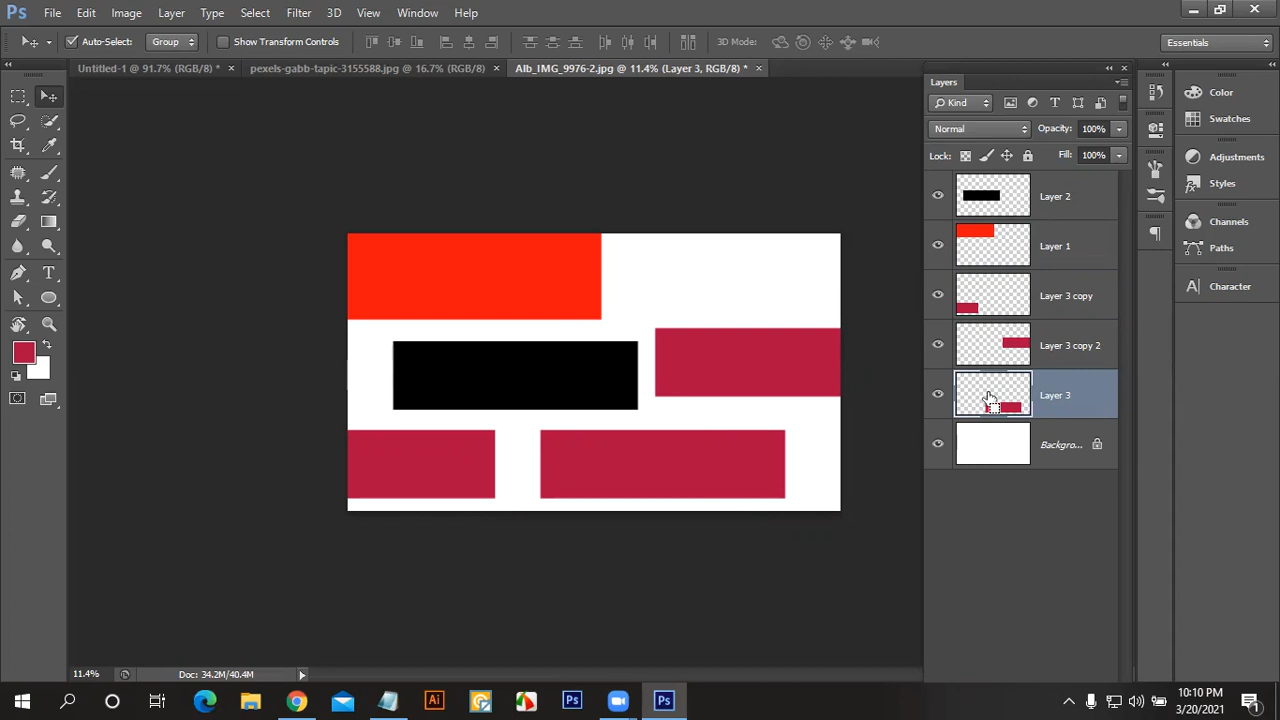 Ps File Edit Image Layer Type Select Filter 3D View Window Help
Auto-Select: Group Show Transform Controls 3D Mode: Essentials
Untitled-1 @ 91.7% (RGB/8) * × pexels-gabb-tapic-3155588.jpg @ 16.7% (RGB/8) × Alb_IMG_9976-2.jpg @ 11.4% (Layer 3, RGB/8) * ×
Layers
Kind
Normal Opacity: 100%
Lock: Fill: 100%
Layer 2
Layer 1
Layer 3 copy
Layer 3 copy 2
Layer 3
Backgro...
Color
Swatches
Adjustments
Styles
Channels
Paths
Character
11.4% Doc: 34.2M/40.4M
Ai Ps Ps
10:10 PM
3/20/2021
1